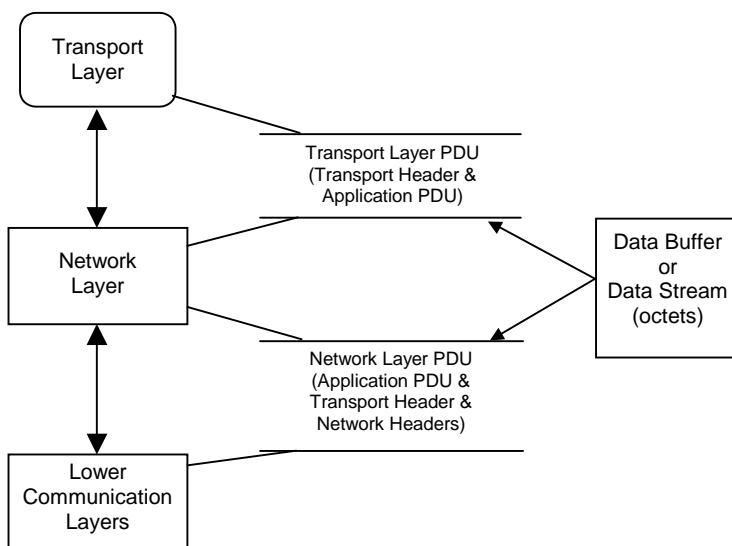 Transport
Layer
Transport Layer PDU
(Transport Header &
Application PDU)
Network
Layer
Data Buffer
or
Data Stream
(octets)
Network Layer PDU
(Application PDU &
Transport Header &
Network Headers)
Lower
Communication
Layers